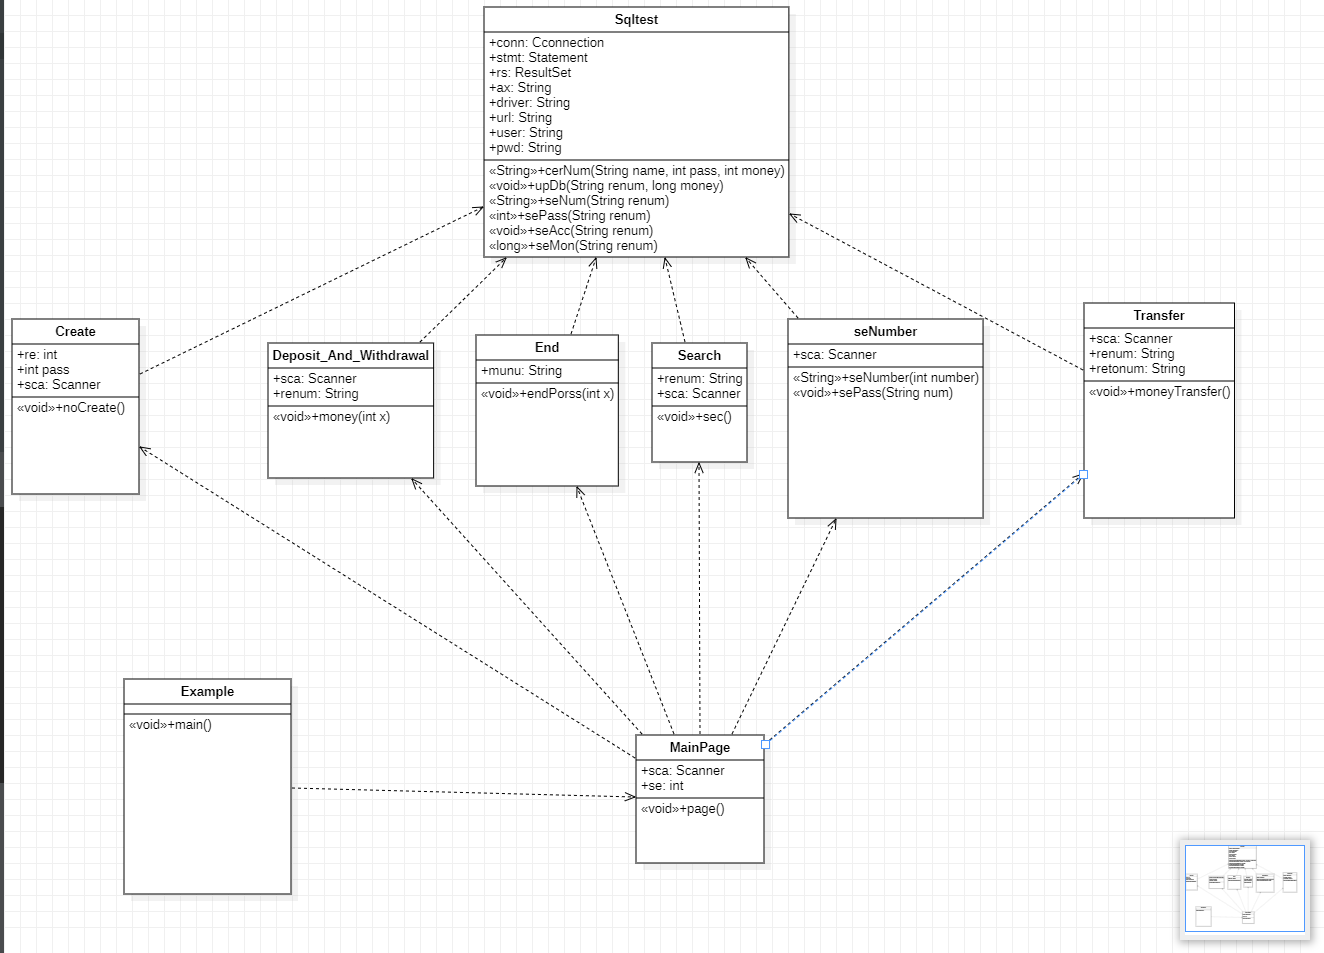 Sqltest
+conn: Cconnection
+stmt: Statement
+rs: ResultSet
+ax: String
+driver: String
+url: String
+user: String
+pwd: String
«String»+cerNum(String name, int pass, int money)
«void»+upDb(String renum, long money)
«String»+seNum(String renum)
«int»+sePass(String renum)
«void»+seAcc(String renum)
«long»+seMon(String renum)
Create
+re: int
+int pass
+sca: Scanner
«void»+noCreate()
Deposit_And_Withdrawal
+sca: Scanner
+renum: String
«void»+money(int x)
End
+munu: String
«void»+endPorss(int x)
Search
+renum: String
+sca: Scanner
«void»+sec()
seNumber
+sca: Scanner
«String»+seNumber(int number)
«void»+sePass(String num)
Transfer
+sca: Scanner
+renum: String
+retonum: String
«void»+moneyTransfer()
Example
«void»+main()
MainPage
+sca: Scanner
+se: int
«void»+page()